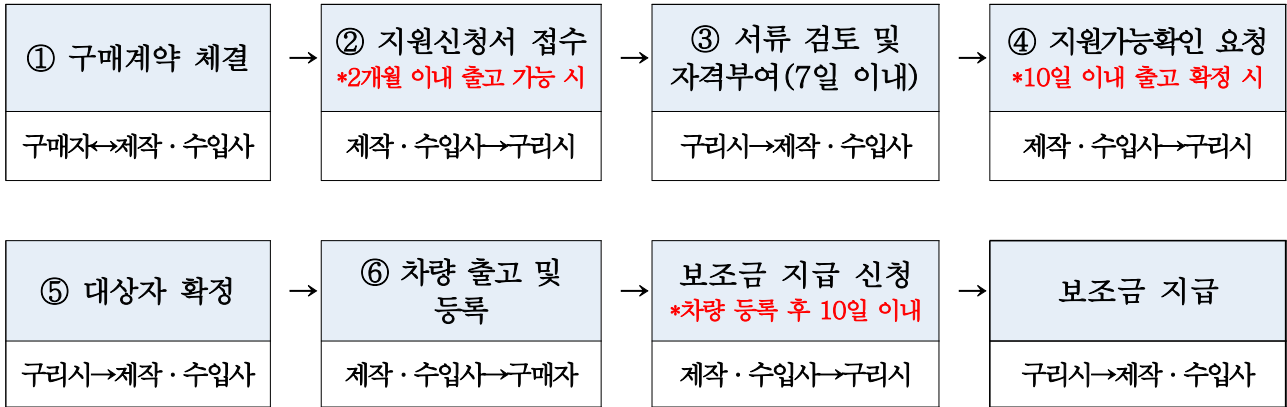 ① 구매계약 체결
→
② 지원신청서 접수
*2개월 이내 출고 가능 시
→
③ 서류 검토 및
자격부여(7일 이내)
→
④ 지원가능확인 요청
*10일 이내 출고 확정 시
구매자↔제작·수입사
제작·수입사→구리시
구리시→제작·수입사
제작·수입사→구리시
⑤ 대상자 확정
→
⑥ 차량 출고 및
등록
→
보조금 지급 신청
*차량 등록 후 10일 이내
→
보조금 지급
구리시→제작·수입사
제작·수입사→구매자
제작·수입사→구리시
구리시→제작·수입사